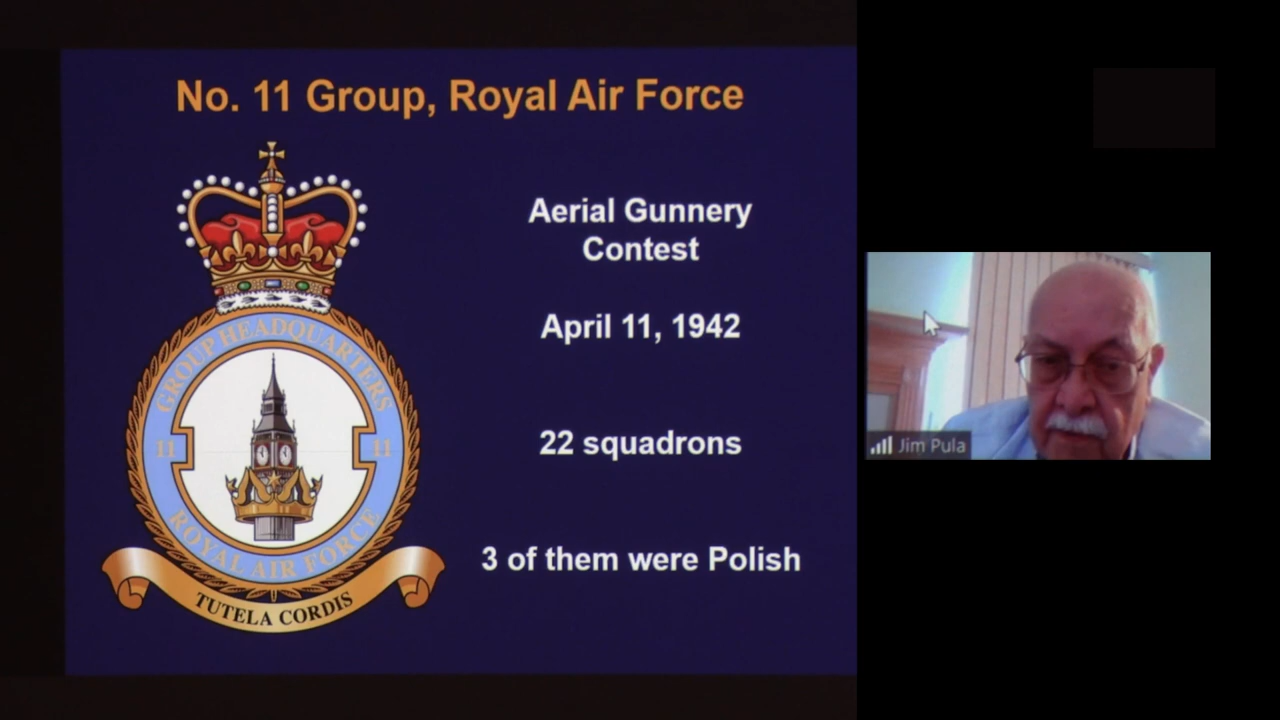 No. 11 Group, Royal Air Force
Aerial Gunnery
Contest
April 11, 1942
22 squadrons
3 of them were Polish
GROUP HEADQUARTERS
11 11
ROYAL AIR FORCE
TUTELA CORDIS
Jim Pula